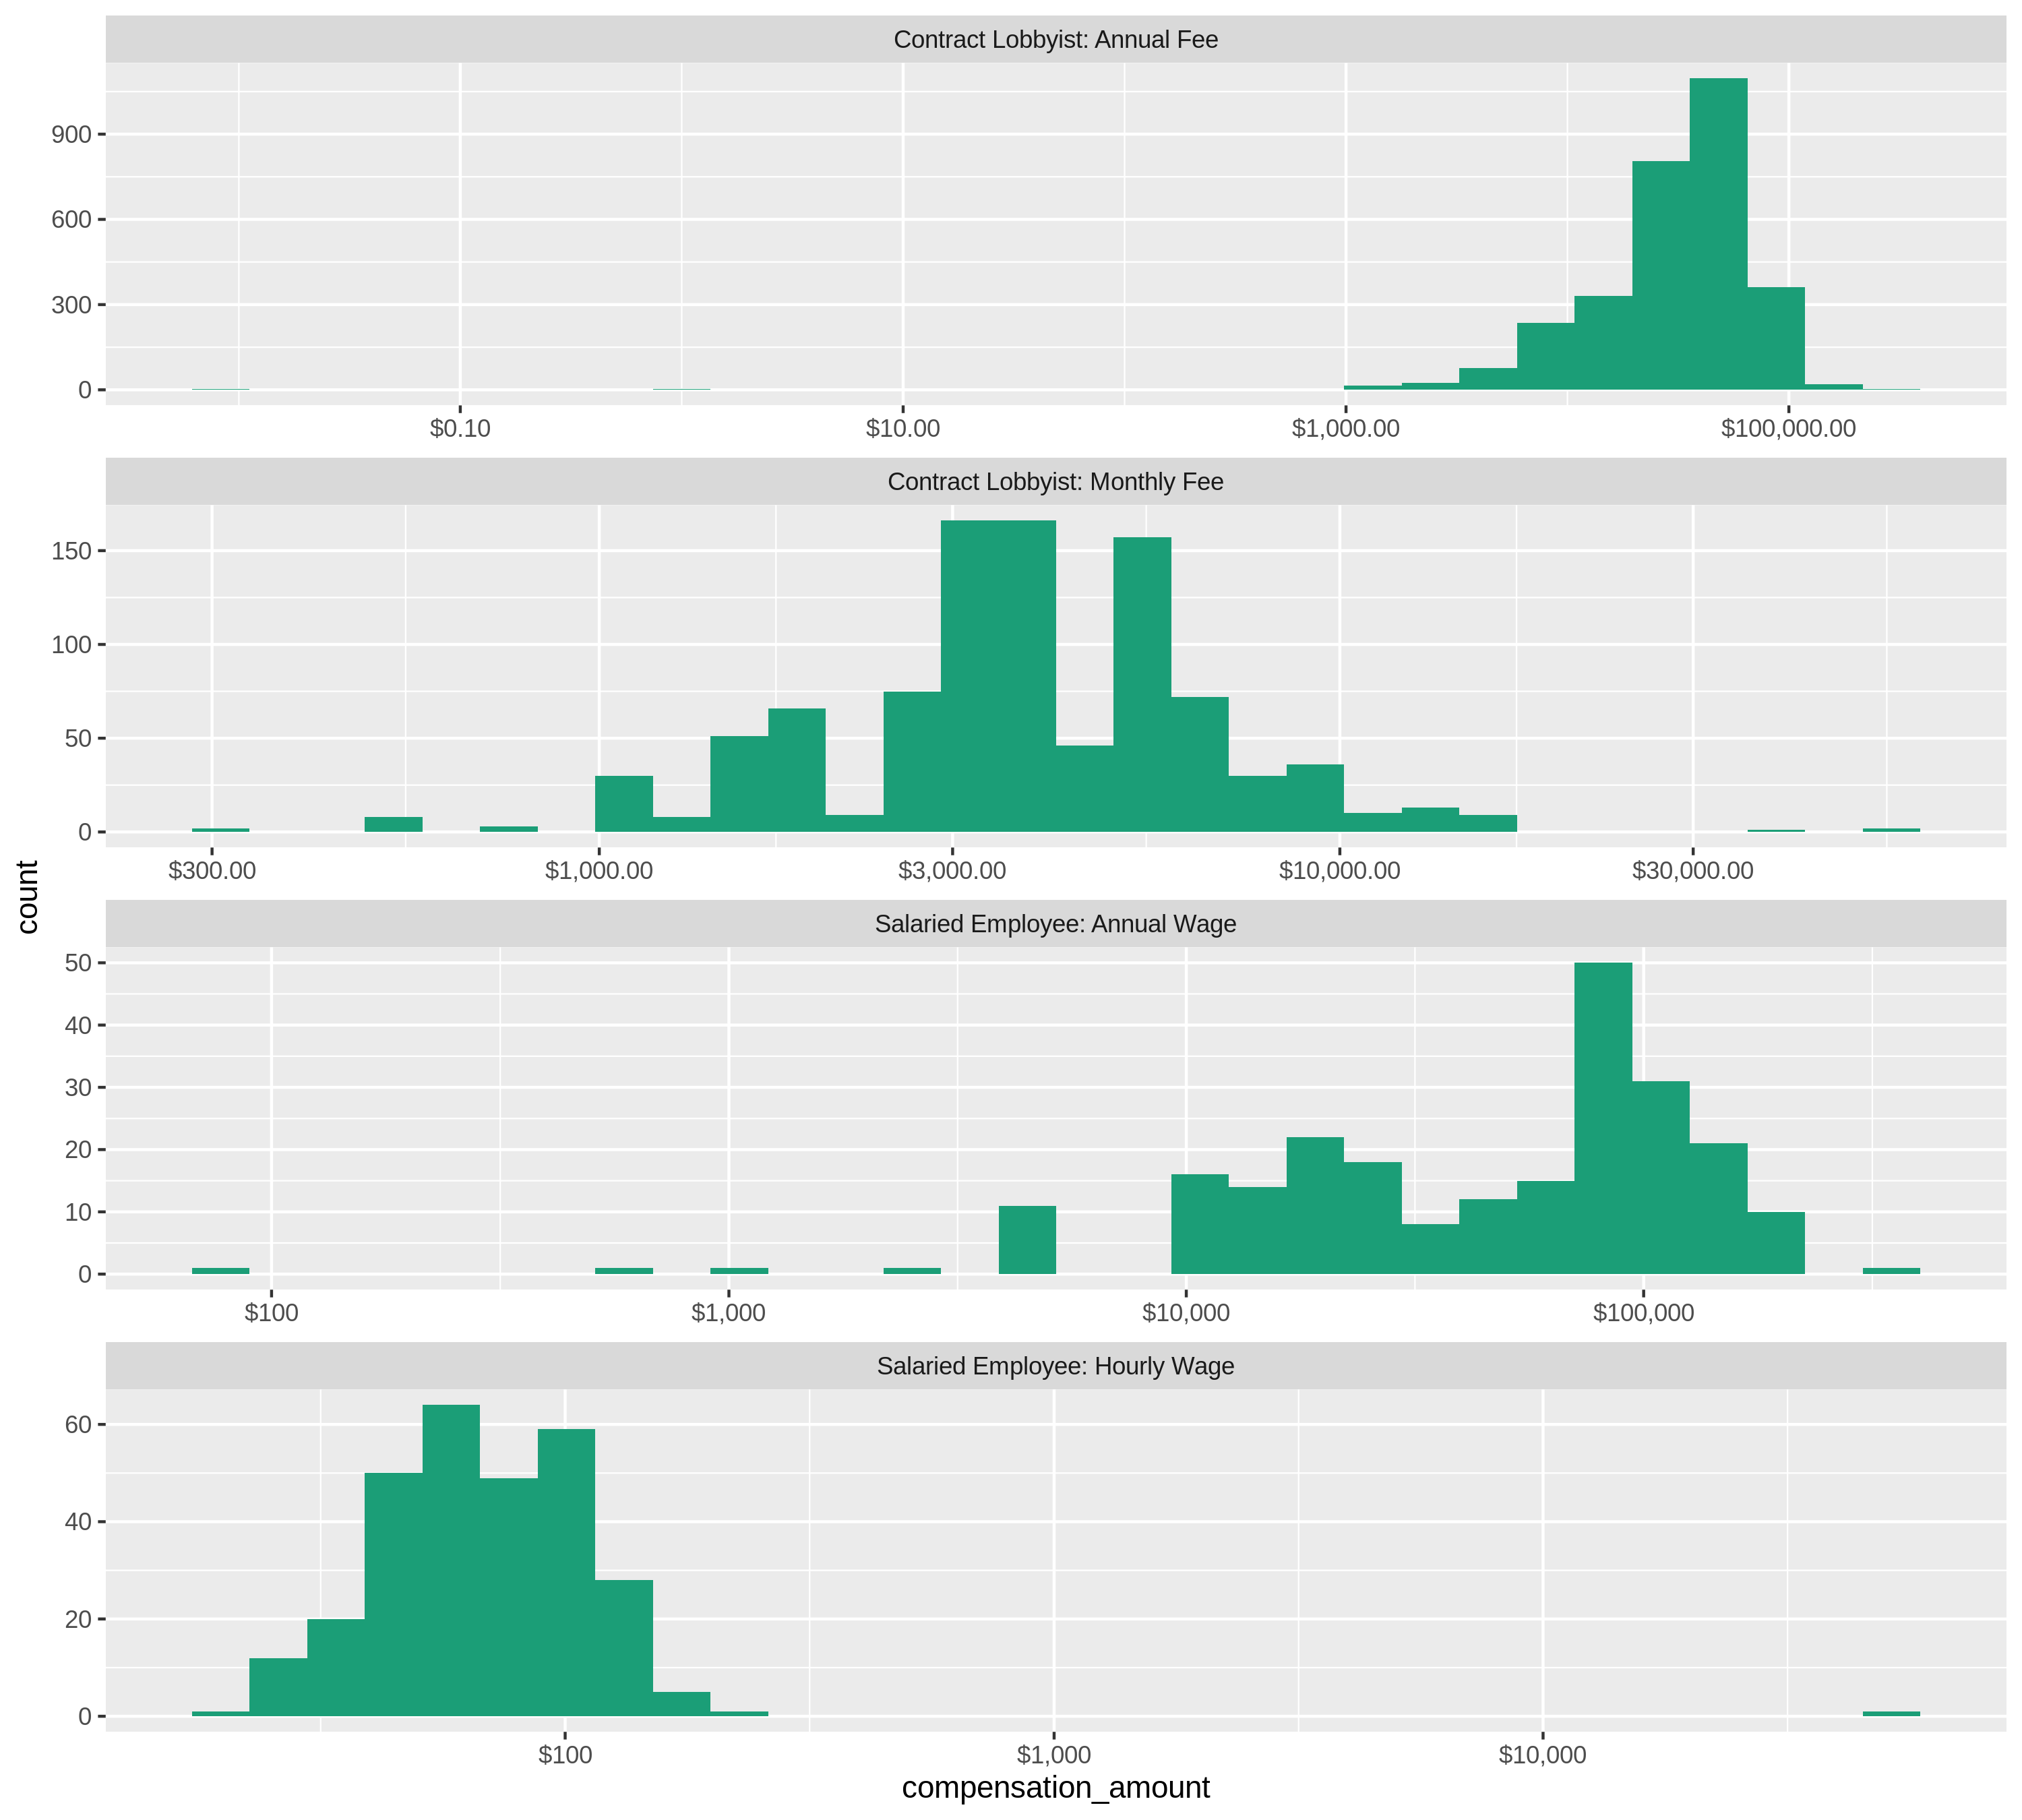 Contract Lobbyist: Annual Fee
900
600
300
0
$0.10 $10.00 $1,000.00 $100,000.00
Contract Lobbyist: Monthly Fee
150
100
50
0
$300.00 $1,000.00 $3,000.00 $10,000.00 $30,000.00
count
Salaried Employee: Annual Wage
50
40
30
20
10
0
$100 $1,000 $10,000 $100,000
Salaried Employee: Hourly Wage
60
40
20
0
$100 $1,000 $10,000
compensation_amount